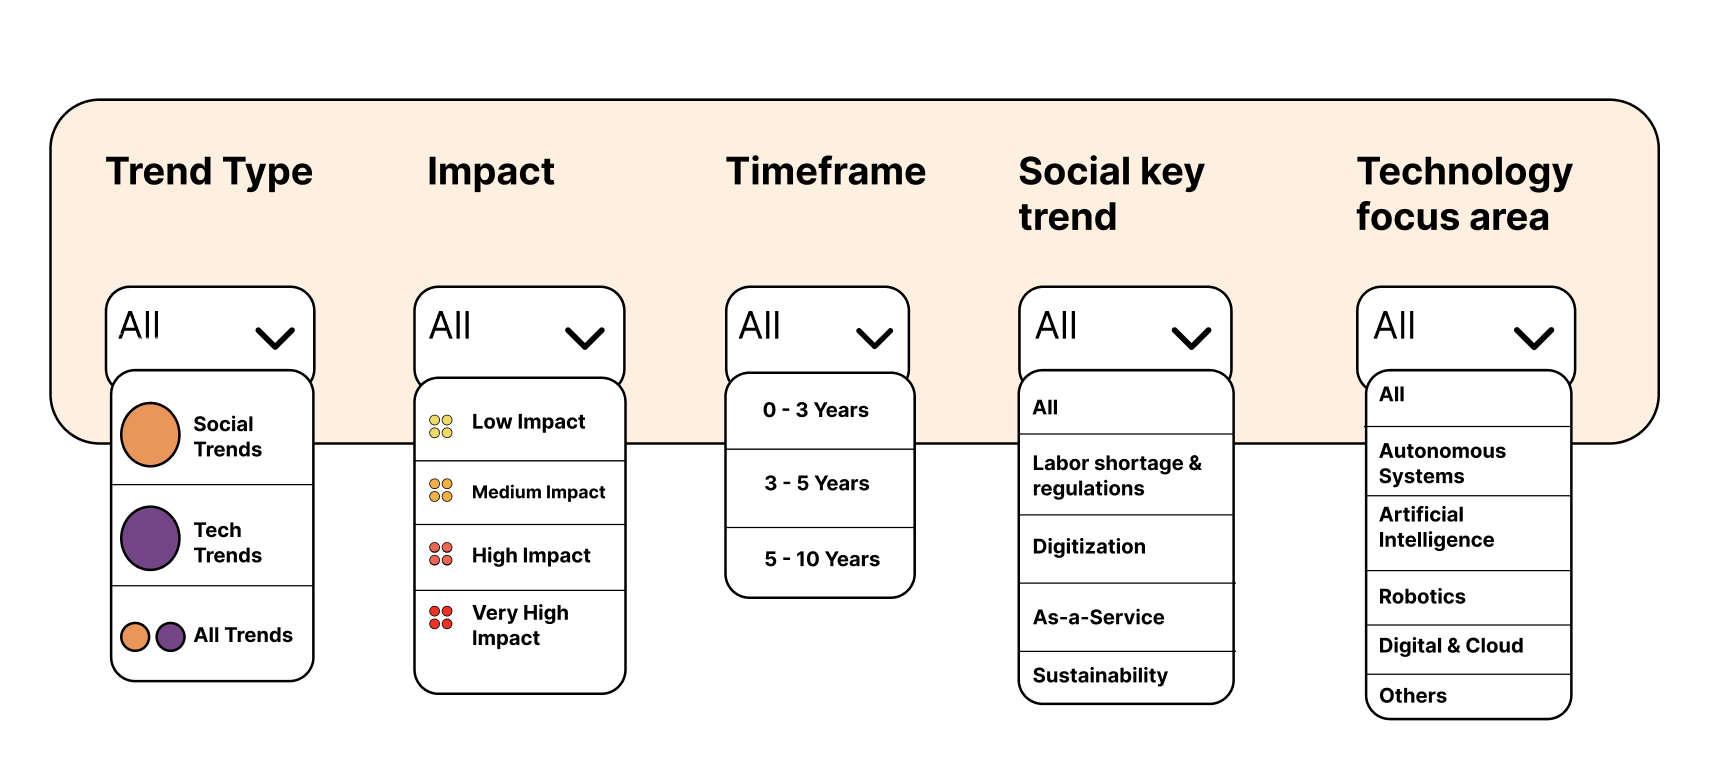 Trend Type
Impact
Timeframe
Social key
trend
Technology
focus area
All
All
All
All
All
Social
Trends
Tech
Trends
All Trends
Low Impact
Medium Impact
High Impact
Very High
Impact
0 - 3 Years
3 - 5 Years
5 - 10 Years
All
Labor shortage &
regulations
Digitization
As-a-Service
Sustainability
All
Autonomous
Systems
Artificial
Intelligence
Robotics
Digital & Cloud
Others